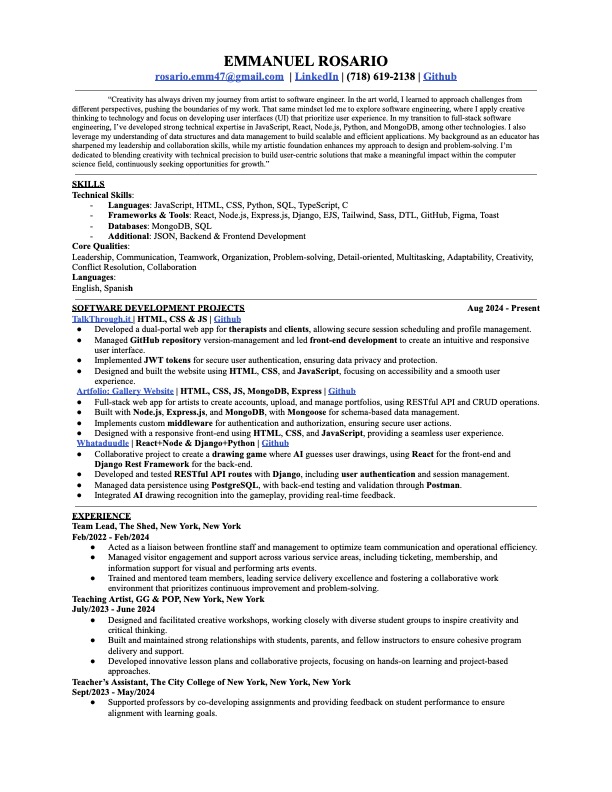 EMMANUEL ROSARIO
rosario.emm47@gmail.com | LinkedIn | (718) 619-2138 | Github
"Creativity has always driven my journey from artist to software engineer. In the art world, I learned to approach challenges from
different perspectives, pushing the boundaries of my work. That same mindset led me to explore software engineering, where I apply creative
thinking to technology and focus on developing user interfaces (UI) that prioritize user experience. In my transition to full-stack software
engineering, I've developed strong technical expertise in JavaScript, React, Node.js, Python, and MongoDB, among other technologies. I also
leverage my understanding of data structures and data management to build scalable and efficient applications. My background as an educator has
sharpened my leadership and collaboration skills, while my artistic foundation enhances my approach to design and problem-solving. I'm
dedicated to blending creativity with technical precision to build user-centric solutions that make a meaningful impact within the computer
science field, continuously seeking opportunities for growth."
SKILLS
Technical Skills:
- Languages: JavaScript, HTML, CSS, Python, SQL, TypeScript, C
- Frameworks & Tools: React, Node.js, Express.js, Django, EJS, Tailwind, Sass, DTL, GitHub, Figma, Toast
- Databases: MongoDB, SQL
- Additional: JSON, Backend & Frontend Development
Core Qualities:
Leadership, Communication, Teamwork, Organization, Problem-solving, Detail-oriented, Multitasking, Adaptability, Creativity,
Conflict Resolution, Collaboration
Languages:
English, Spanish
SOFTWARE DEVELOPMENT PROJECTS Aug 2024 - Present
TalkThrough.it | HTML, CSS & JS | Github
● Developed a dual-portal web app for therapists and clients, allowing secure session scheduling and profile management.
● Managed GitHub repository version-management and led front-end development to create an intuitive and responsive
user interface.
● Implemented JWT tokens for secure user authentication, ensuring data privacy and protection.
● Designed and built the website using HTML, CSS, and JavaScript, focusing on accessibility and a smooth user
experience.
Artfolio: Gallery Website | HTML, CSS, JS, MongoDB, Express | Github
● Full-stack web app for artists to create accounts, upload, and manage portfolios, using RESTful API and CRUD operations.
● Built with Node.js, Express.js, and MongoDB, with Mongoose for schema-based data management.
● Implements custom middleware for authentication and authorization, ensuring secure user actions.
● Designed with a responsive front-end using HTML, CSS, and JavaScript, providing a seamless user experience.
Whataduudle | React+Node & Django+Python | Github
● Collaborative project to create a drawing game where AI guesses user drawings, using React for the front-end and
Django Rest Framework for the back-end.
● Developed and tested RESTful API routes with Django, including user authentication and session management.
● Managed data persistence using PostgreSQL, with back-end testing and validation through Postman.
● Integrated AI drawing recognition into the gameplay, providing real-time feedback.
EXPERIENCE
Team Lead, The Shed, New York, New York
Feb/2022 - Feb/2024
● Acted as a liaison between frontline staff and management to optimize team communication and operational efficiency.
● Managed visitor engagement and support across various service areas, including ticketing, membership, and
information support for visual and performing arts events.
● Trained and mentored team members, leading service delivery excellence and fostering a collaborative work
environment that prioritizes continuous improvement and problem-solving.
Teaching Artist, GG & POP, New York, New York
July/2023 - June 2024
● Designed and facilitated creative workshops, working closely with diverse student groups to inspire creativity and
critical thinking.
● Built and maintained strong relationships with students, parents, and fellow instructors to ensure cohesive program
delivery and support.
● Developed innovative lesson plans and collaborative projects, focusing on hands-on learning and project-based
approaches.
Teacher's Assistant, The City College of New York, New York, New York
Sept/2023 - May/2024
● Supported professors by co-developing assignments and providing feedback on student performance to ensure
alignment with learning goals.